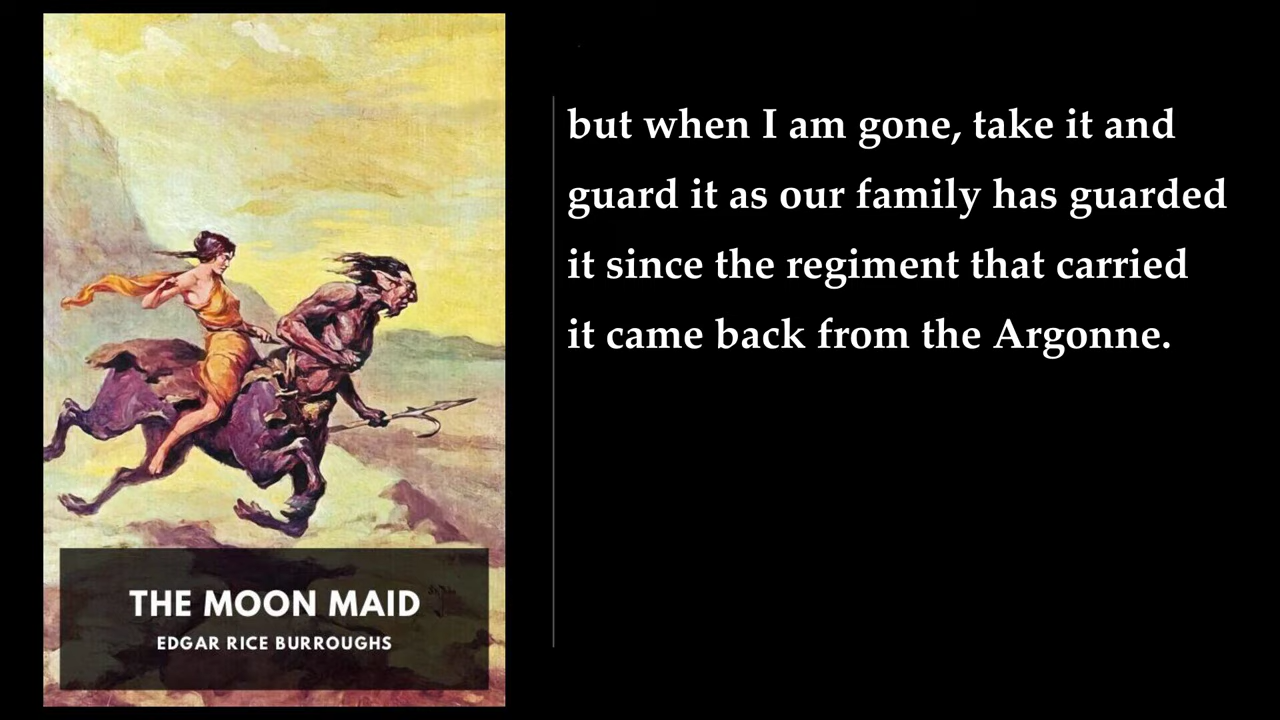 THE MOON MAID
EDGAR RICE BURROUGHS
but when I am gone, take it and
guard it as our family has guarded
it since the regiment that carried
it came back from the Argonne.